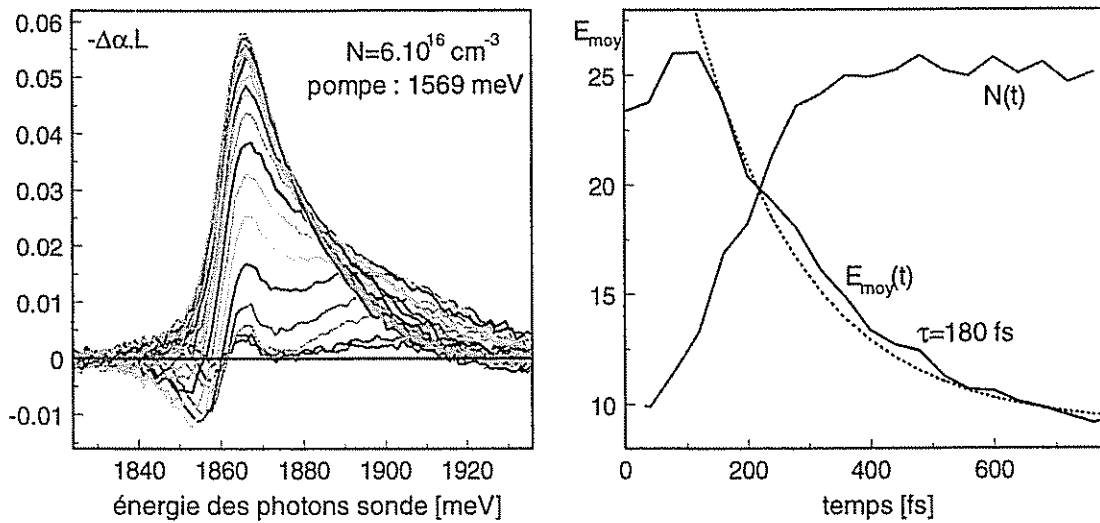 0.06
0.05
0.04
0.03
0.02
0.01
0
-0.01
-Δα.L
N=6.10¹⁶ cm⁻³
pompe : 1569 meV
1840 1860 1880 1900 1920
énergie des photons sonde [meV]
E_moy
25
20
15
10
N(t)
E_moy(t)
τ=180 fs
0 200 400 600
temps [fs]